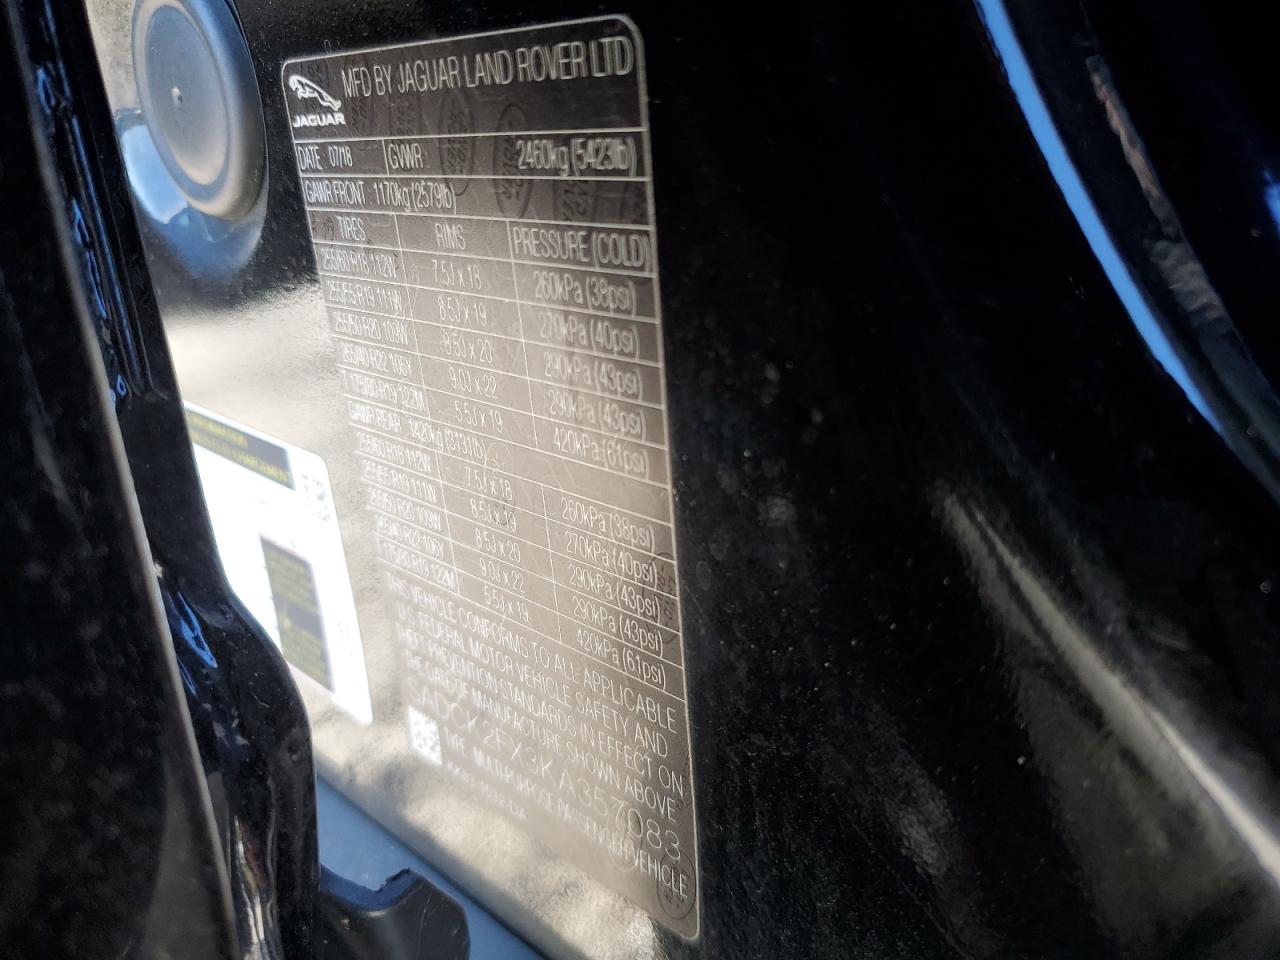 MFD BY JAGUAR LAND ROVER LTD
JAGUAR
DATE 07/18 GVWR 2460kg (5423lb)
GAWR FRONT 1170kg (2579lb)
TIRES RIMS PRESSURE (COLD)
255/60 R18 112W 7.5J x 18 260kPa (38psi)
255/55 R19 111W 8.5J x 19 270kPa (40psi)
255/50 R20 109W 8.5J x 20 290kPa (43psi)
265/40 R22 106Y 9.0J x 22 290kPa (43psi)
T 175/80 R19 122M 5.5J x 19 420kPa (61psi)
GAWR REAR 1420kg (3131lb)
255/60 R18 112W 7.5J x 18 260kPa (38psi)
255/55 R19 111W 8.5J x 19 270kPa (40psi)
255/50 R20 109W 8.5J x 20 290kPa (43psi)
265/40 R22 106Y 9.0J x 22 290kPa (43psi)
175/80 R19 122M 5.5J x 19 420kPa (61psi)
THIS VEHICLE CONFORMS TO ALL APPLICABLE
U.S. FEDERAL MOTOR VEHICLE SAFETY AND
THEFT PREVENTION STANDARDS IN EFFECT ON
THE DATE OF MANUFACTURE SHOWN ABOVE
SADCK2FX3KA357083
TYPE: MULTI-PURPOSE PASSENGER VEHICLE
INFORMATION
CHARGEMENT